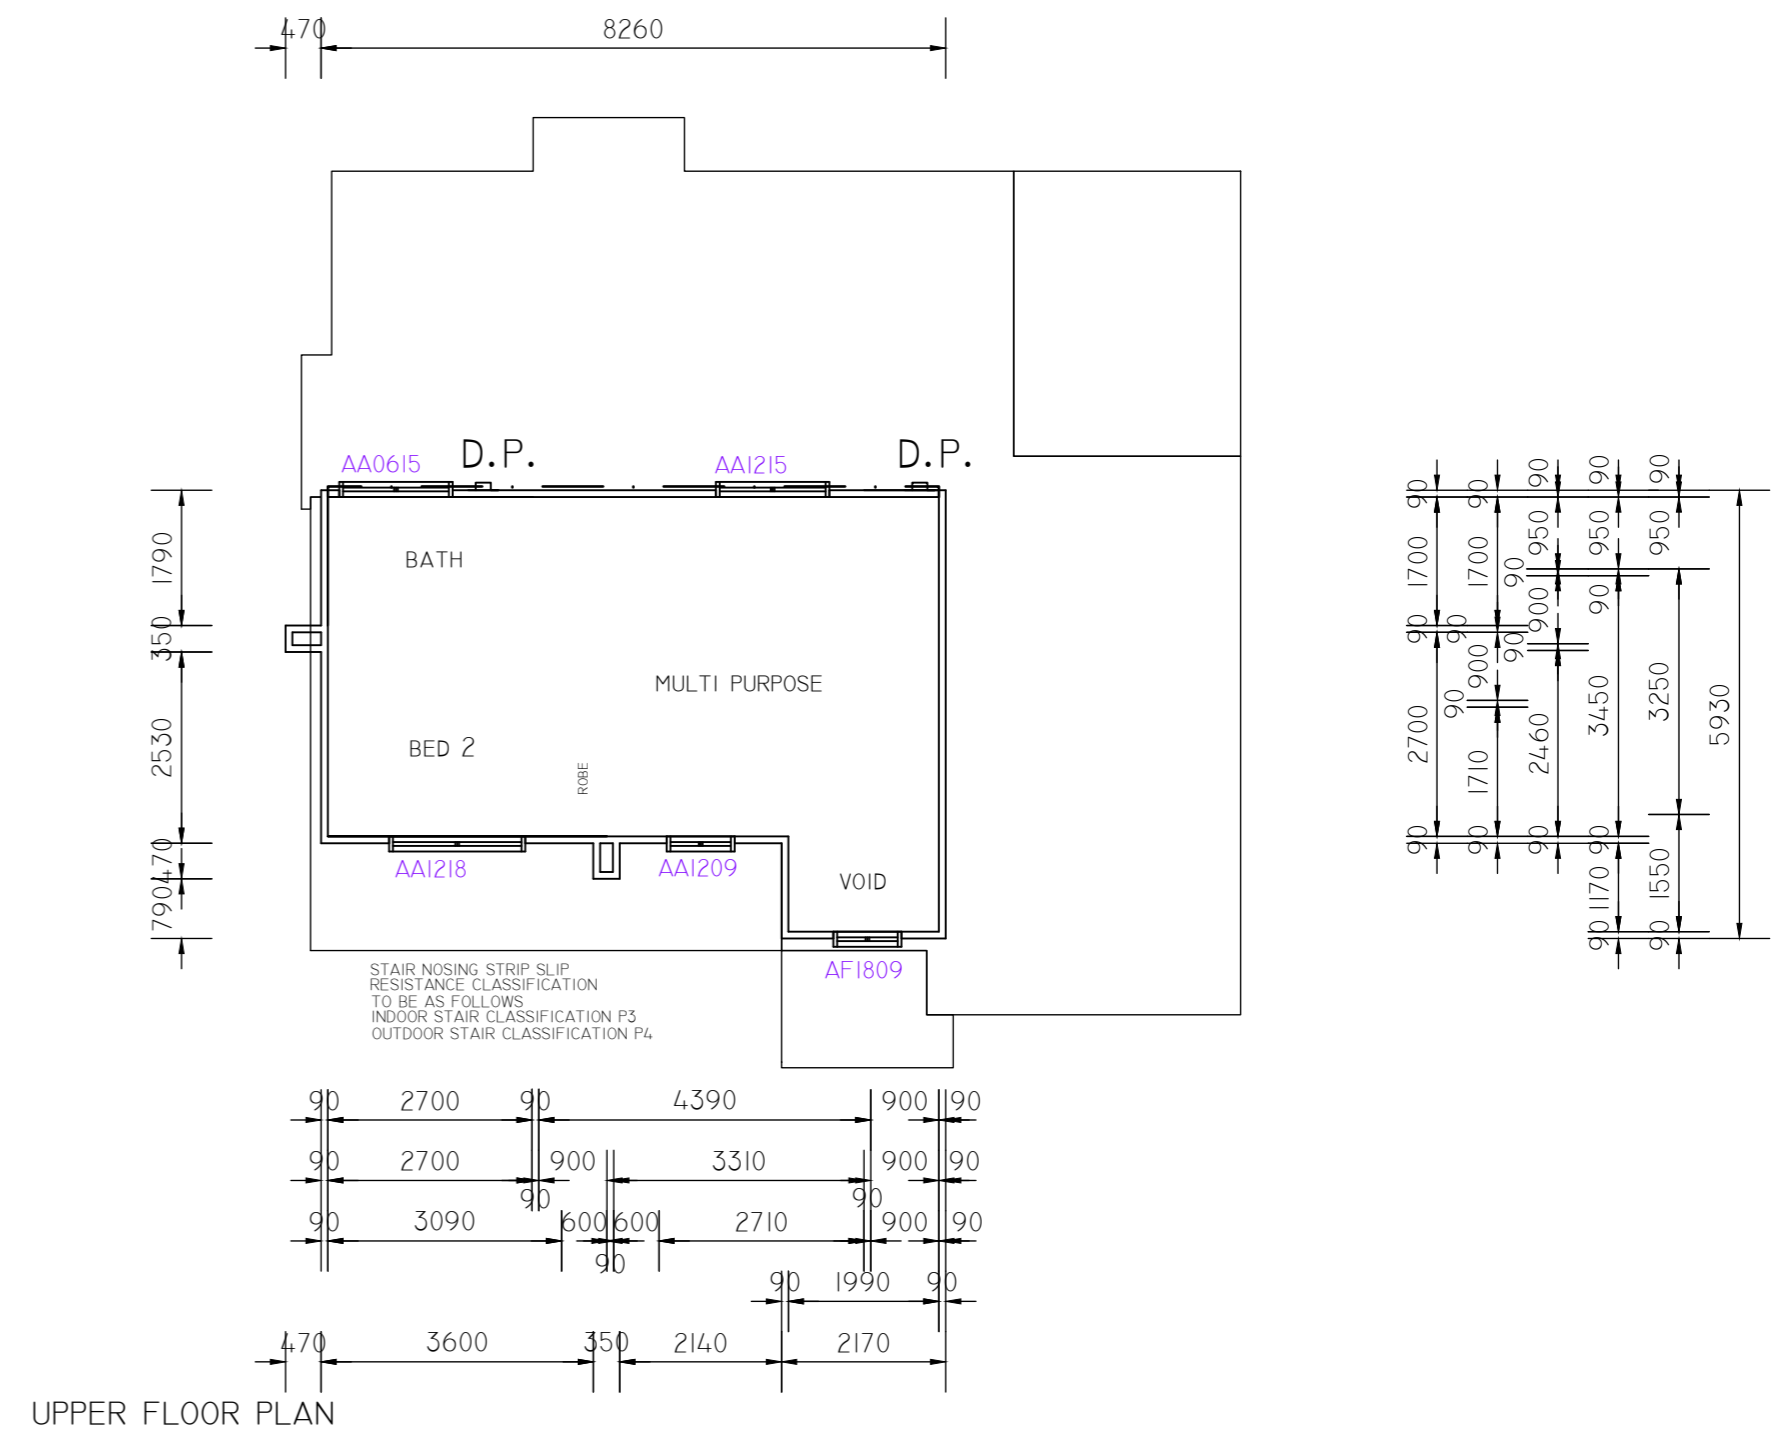 470 8260
D.P. D.P.
AA0615 AA1215
BATH
MULTI PURPOSE
BED 2
ROBE
AA1218 AA1209
VOID
AF1809
STAIR NOSING STRIP SLIP
RESISTANCE CLASSIFICATION
TO BE AS FOLLOWS
INDOOR STAIR CLASSIFICATION P3
OUTDOOR STAIR CLASSIFICATION P4
1790
350
2530
470
790
90 1700 90 2700 90
90 1700 90 900 90 1710 90
90 950 90 900 90 2460 90
90 950 90 3450 90 1170 90
90 950 3250 1550 90
5930
90 2700 90 4390 900 90
90 2700 90 900 3310 90 900 90
90 3090 600 90 600 2710 900 90
90 1990 90
470 3600 350 2140 2170
UPPER FLOOR PLAN